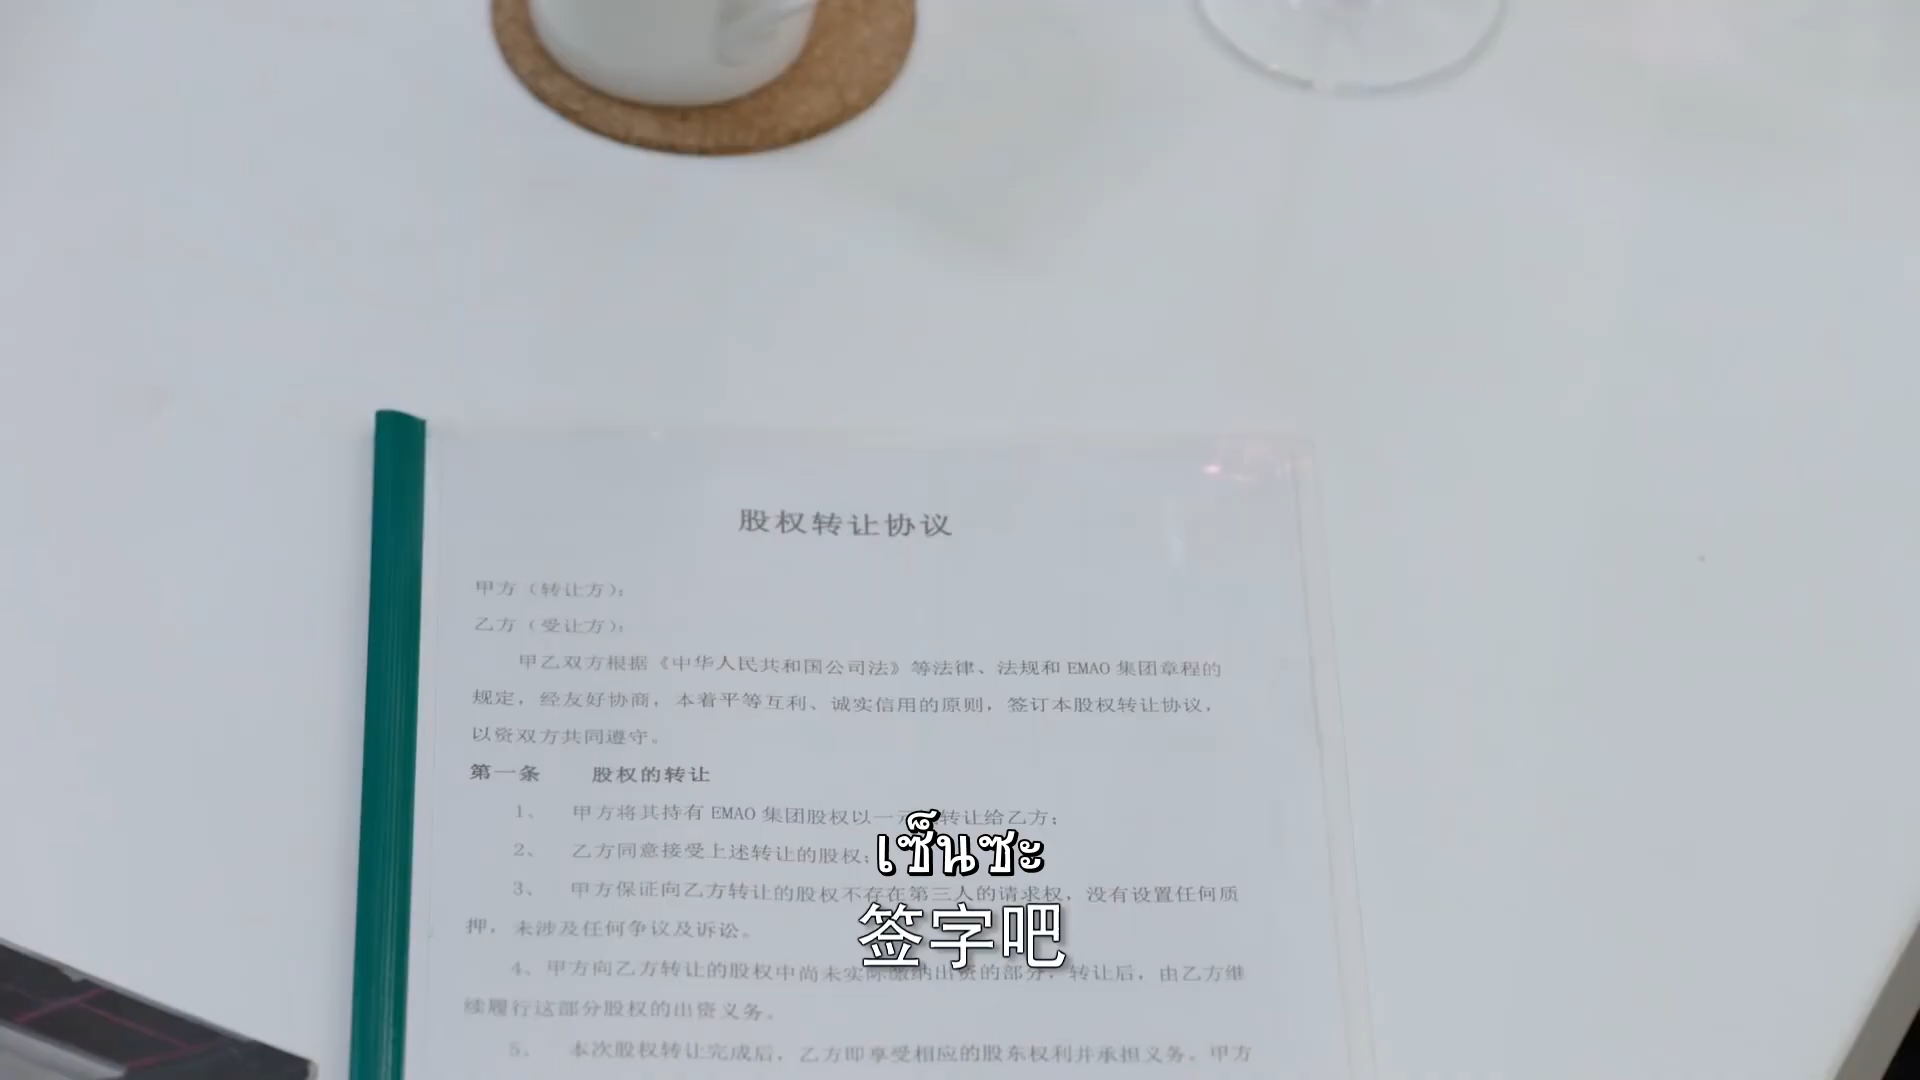 股权转让协议
甲方（转让方）：
乙方（受让方）：
甲乙双方根据《中华人民共和国公司法》等法律、法规和 EMAO 集团章程的
规定，经友好协商，本着平等互利、诚实信用的原则，签订本股权转让协议，
以资双方共同遵守。
第一条 股权的转让
1、 甲方将其持有 EMAO 集团股权以一元 转让给乙方；
2、 乙方同意接受上述转让的股权；
เซ็นซะ
3、 甲方保证向乙方转让的股权不存在第三人的请求权，没有设置任何质
押，未涉及任何争议及诉讼。
签字吧
4、甲方向乙方转让的股权中尚未实际缴纳出资的部分，转让后，由乙方继
续履行这部分股权的出资义务。
5、 本次股权转让完成后，乙方即享受相应的股东权利并承担义务。甲方